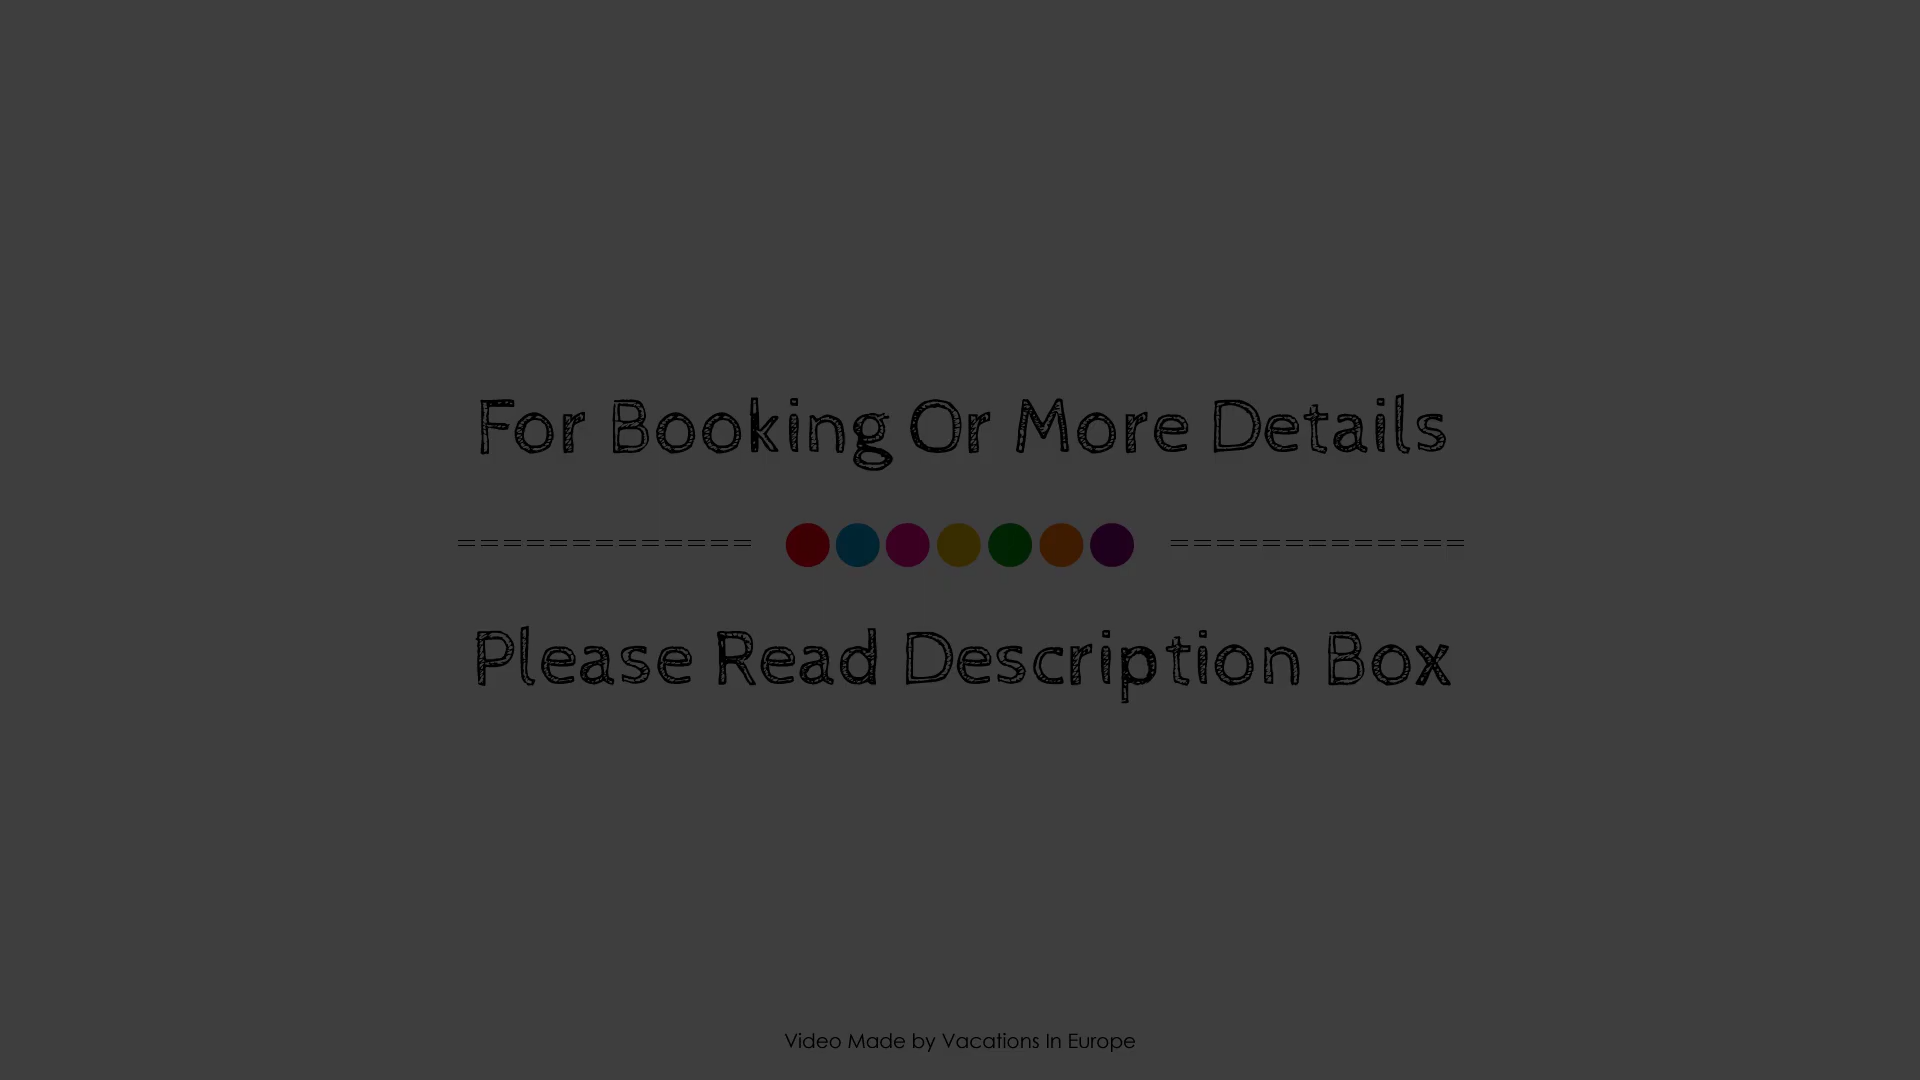 For Booking Or More Details
============= =============
Please Read Description Box
Video Made by Vacations In Europe